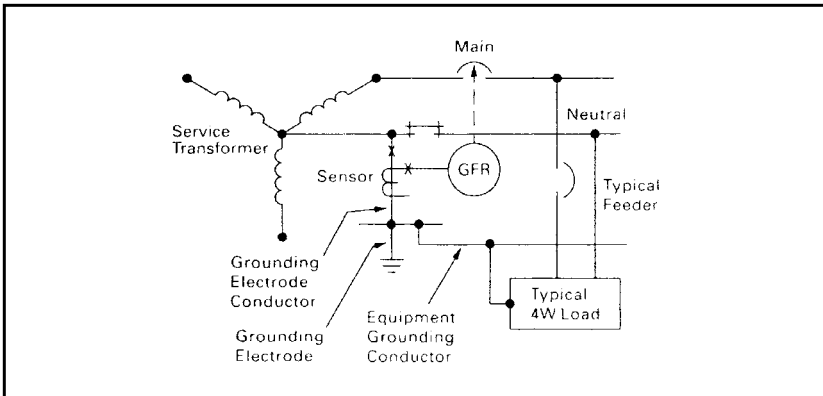 Main
Neutral
Service
Transformer
Sensor
GFR
Typical
Feeder
Grounding
Electrode
Conductor
Grounding
Electrode
Equipment
Grounding
Conductor
Typical
4W Load